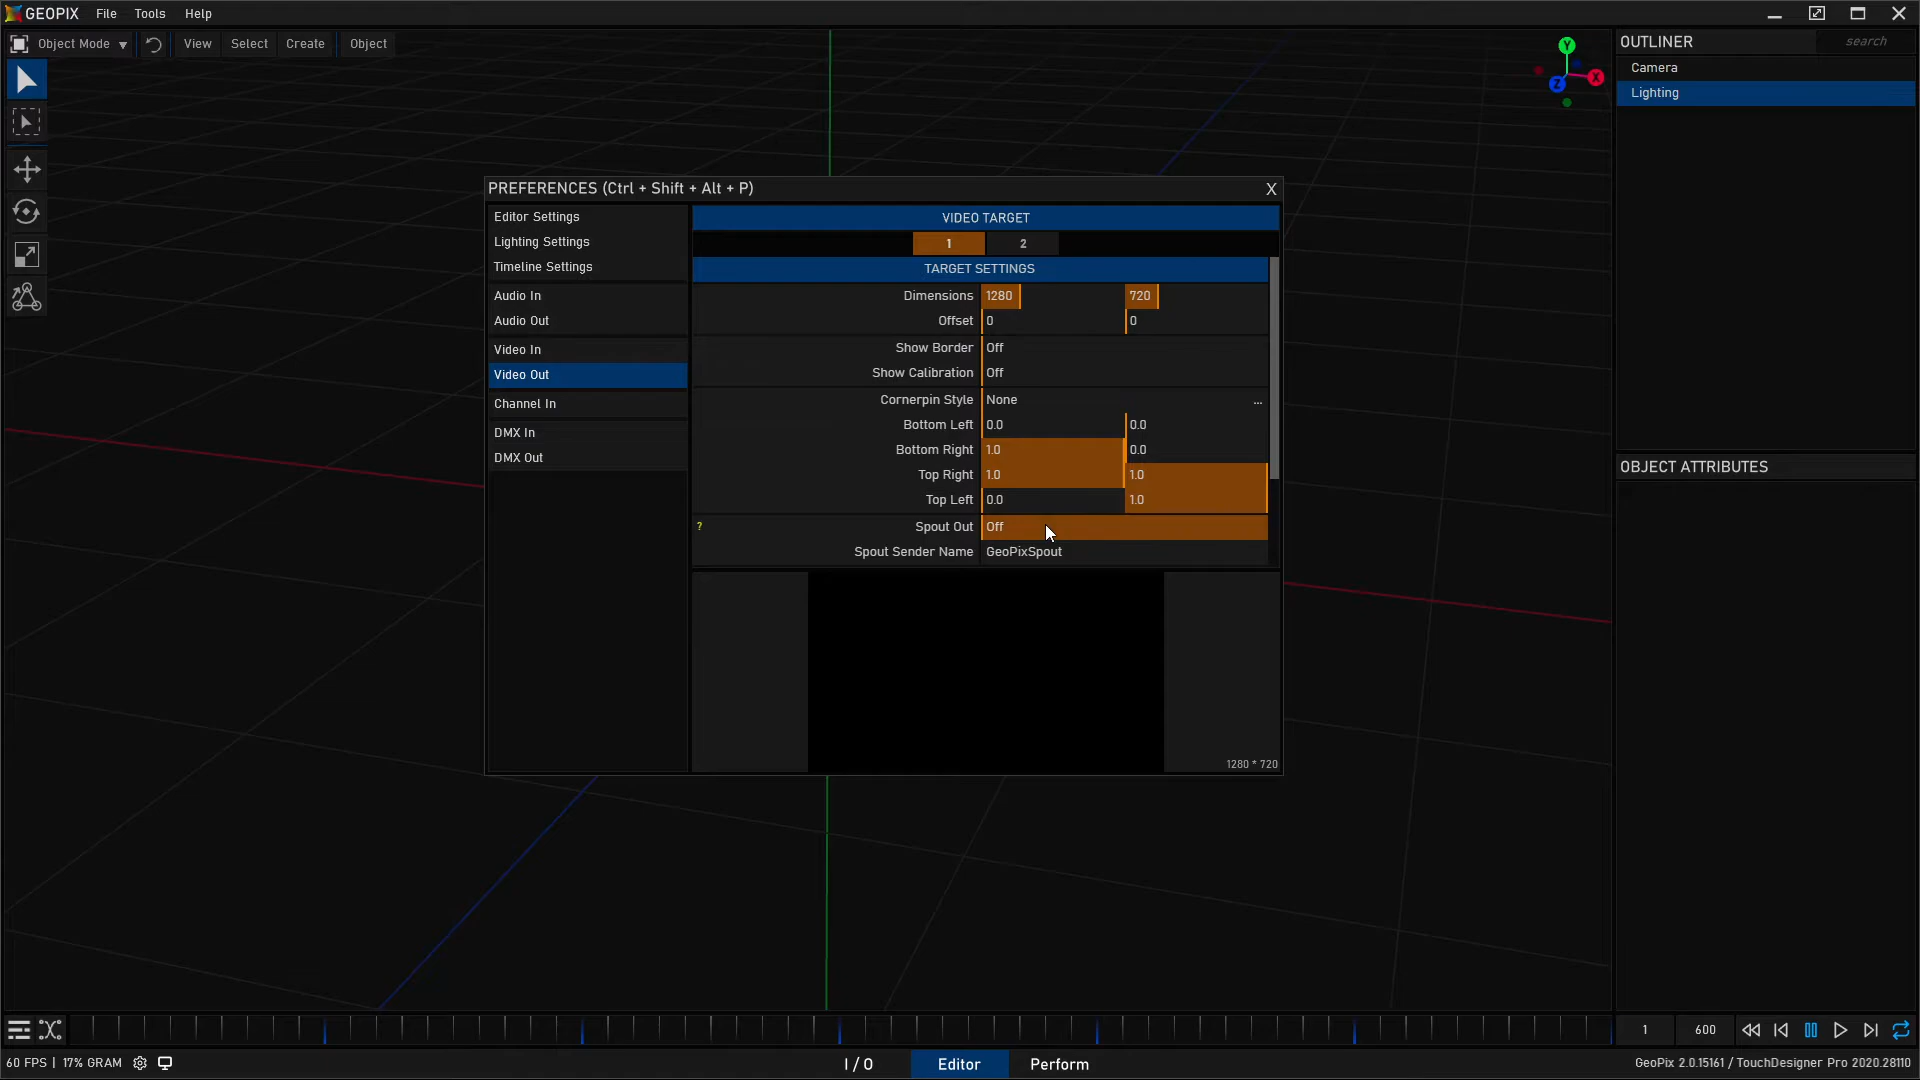 GEOPIX File Tools Help
Object Mode View Select Create Object
Y
X
Z
OUTLINER search
Camera
Lighting
OBJECT ATTRIBUTES
PREFERENCES (Ctrl + Shift + Alt + P) X
Editor Settings
Lighting Settings
Timeline Settings
Audio In
Audio Out
Video In
Video Out
Channel In
DMX In
DMX Out
VIDEO TARGET
1 2
TARGET SETTINGS
Dimensions 1280 720
Offset 0 0
Show Border Off
Show Calibration Off
Cornerpin Style None ...
Bottom Left 0.0 0.0
Bottom Right 1.0 0.0
Top Right 1.0 1.0
Top Left 0.0 1.0
? Spout Out Off
Spout Sender Name GeoPixSpout
1280 * 720
1 600
60 FPS | 17% GRAM I / O Editor Perform GeoPix 2.0.15161 / TouchDesigner Pro 2020.28110